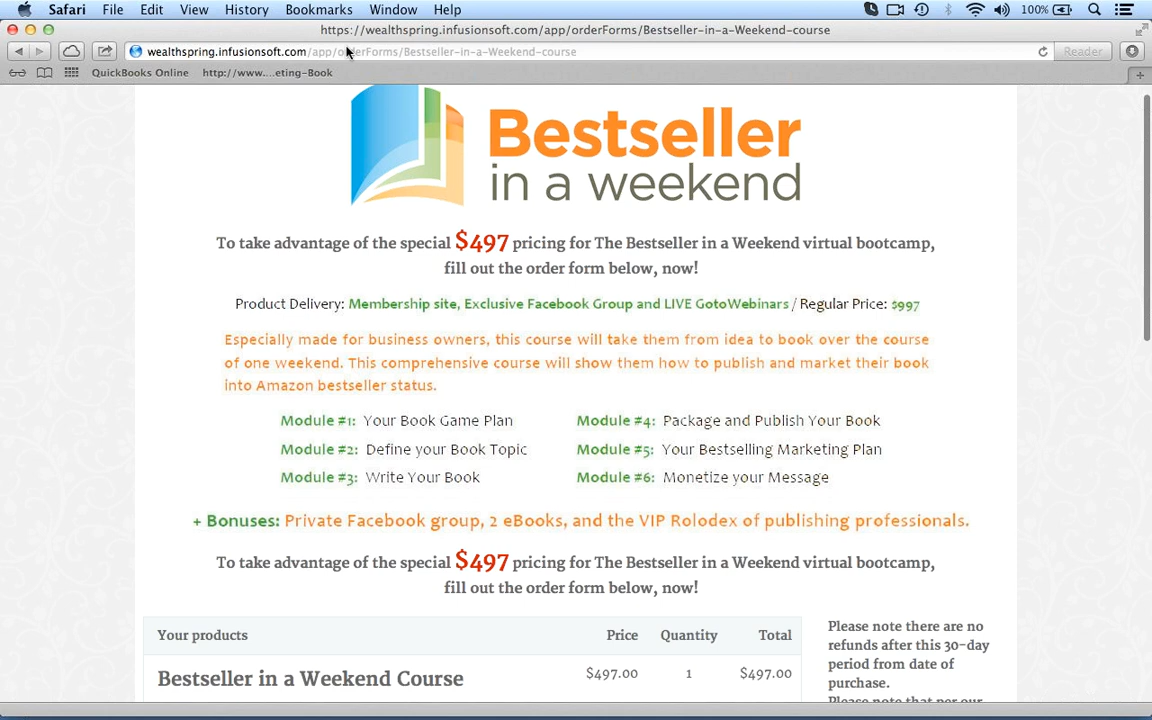 Safari File Edit View History Bookmarks Window Help 100%
https://wealthspring.infusionsoft.com/app/orderForms/Bestseller-in-a-Weekend-course
wealthspring.infusionsoft.com/app/orderForms/Bestseller-in-a-Weekend-course Reader
QuickBooks Online http://www....eting-Book
Bestseller
in a weekend
To take advantage of the special $497 pricing for The Bestseller in a Weekend virtual bootcamp,
fill out the order form below, now!
Product Delivery: Membership site, Exclusive Facebook Group and LIVE GotoWebinars / Regular Price: $997
Especially made for business owners, this course will take them from idea to book over the course
of one weekend. This comprehensive course will show them how to publish and market their book
into Amazon bestseller status.
Module #1: Your Book Game Plan
Module #2: Define your Book Topic
Module #3: Write Your Book
Module #4: Package and Publish Your Book
Module #5: Your Bestselling Marketing Plan
Module #6: Monetize your Message
+ Bonuses: Private Facebook group, 2 eBooks, and the VIP Rolodex of publishing professionals.
To take advantage of the special $497 pricing for The Bestseller in a Weekend virtual bootcamp,
fill out the order form below, now!
Your products Price Quantity Total
Bestseller in a Weekend Course $497.00 1 $497.00
Please note there are no
refunds after this 30-day
period from date of
purchase.
Please note that per our